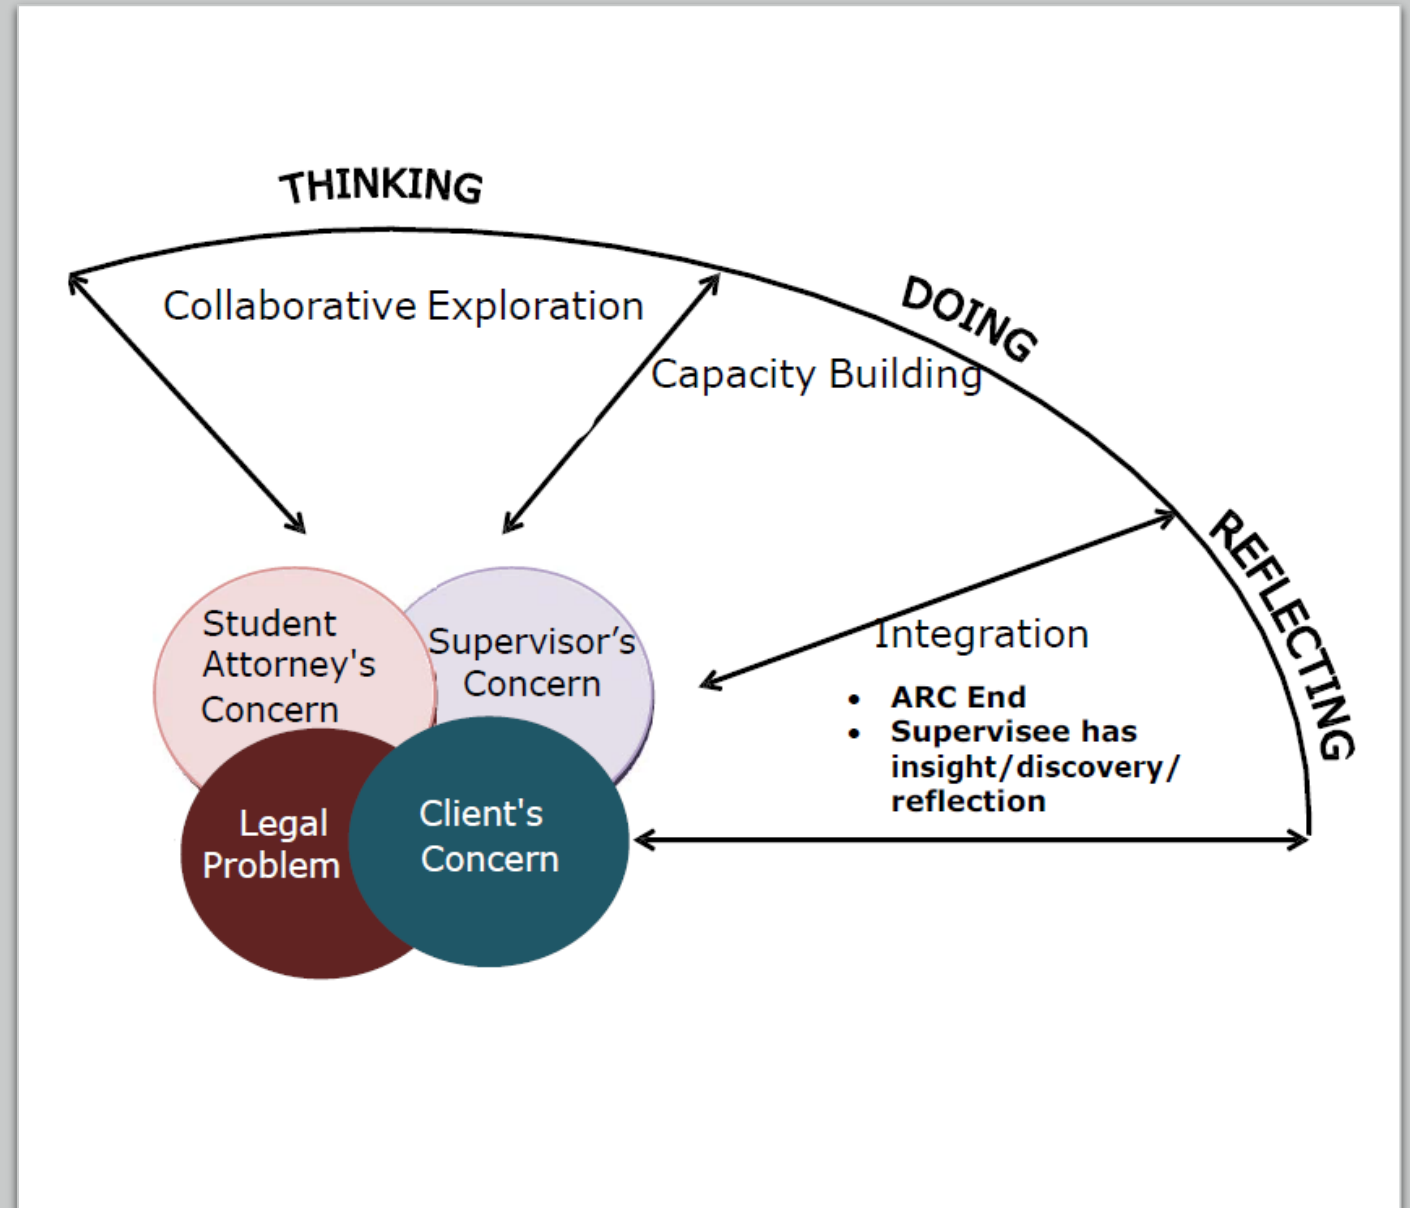 THINKING
Collaborative Exploration
DOING
Capacity Building
REFLECTING
Integration
• ARC End
• Supervisee has
insight/discovery/
reflection
Student
Attorney's
Concern
Supervisor’s
Concern
Legal
Problem
Client's
Concern